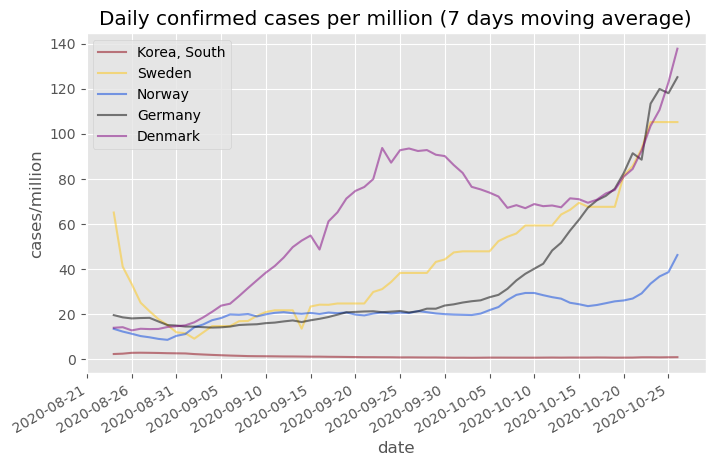 Daily confirmed cases per million (7 days moving average)
140
120
100
80
60
40
20
0
cases/million
Korea, South
Sweden
Norway
Germany
Denmark
2020-08-21
2020-08-26
2020-08-31
2020-09-05
2020-09-10
2020-09-15
2020-09-20
2020-09-25
2020-09-30
2020-10-05
2020-10-10
2020-10-15
2020-10-20
2020-10-25
date